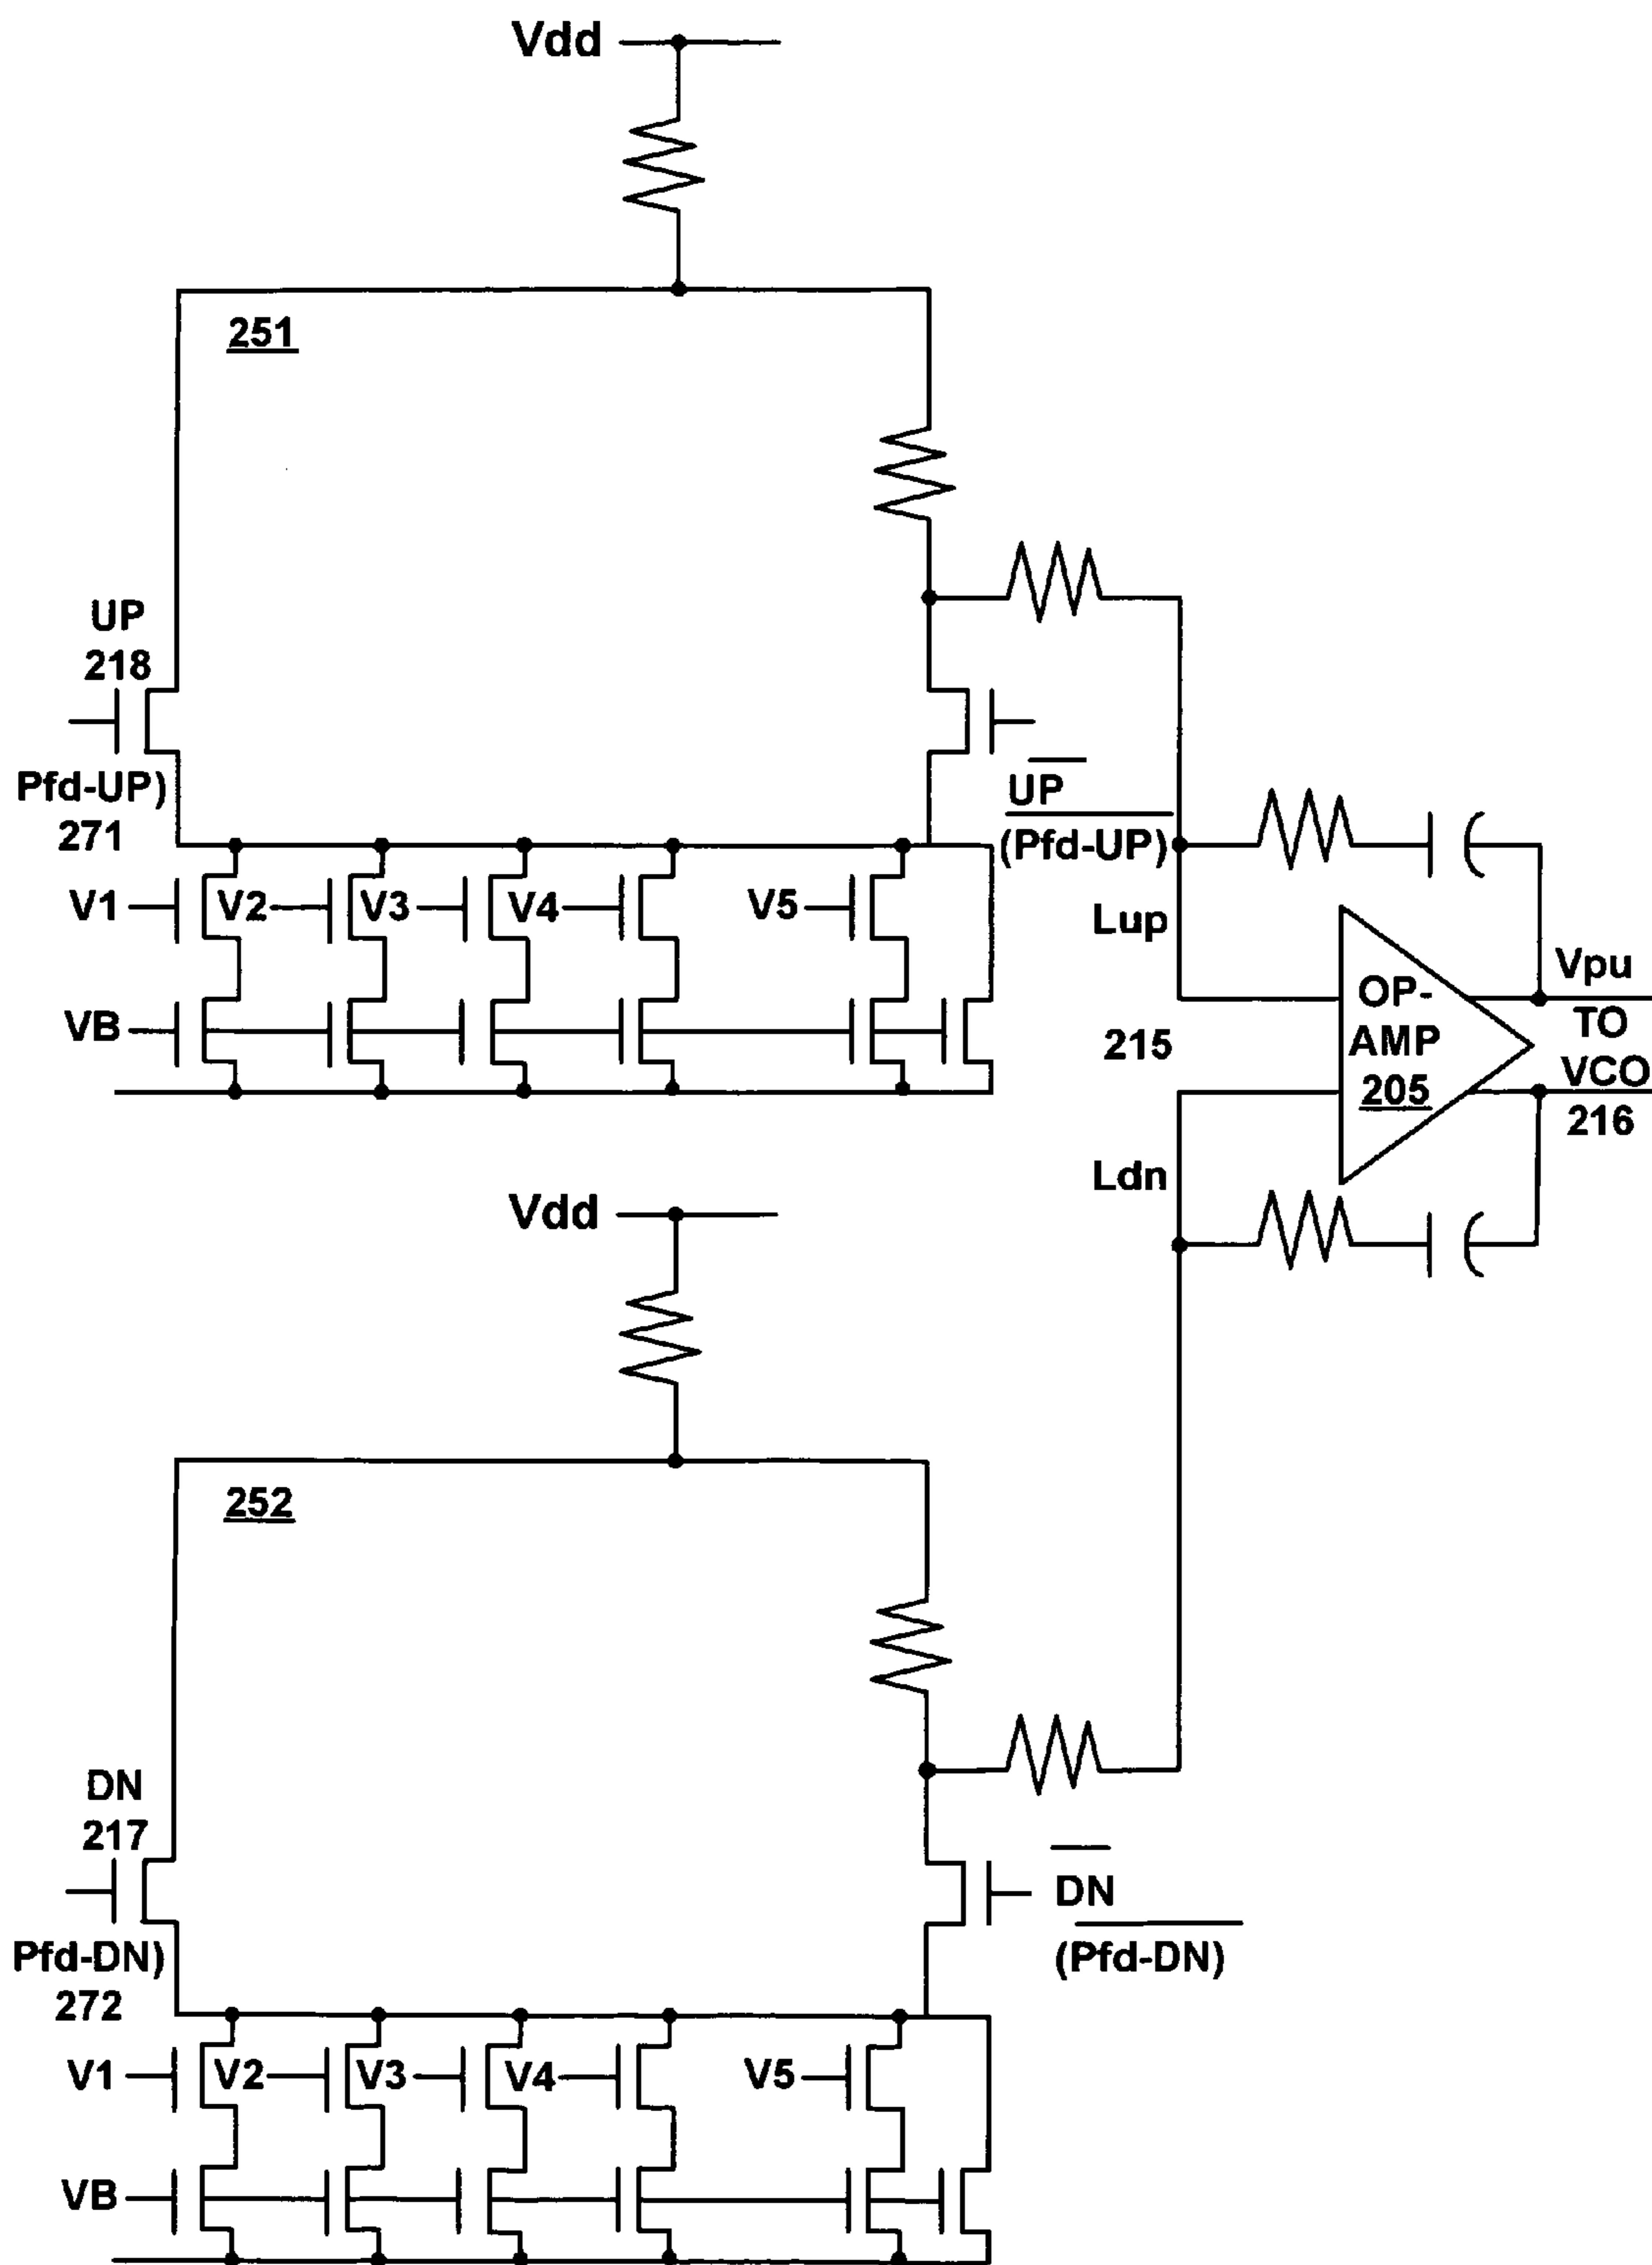 Vdd
251
UP
218
Pfd-UP)
271
UP
(Pfd-UP)
V1
V2
V3
V4
V5
VB
Lup
215
Ldn
OP-
AMP
205
Vpu
TO
VCO
216
Vdd
252
DN
217
Pfd-DN)
272
DN
(Pfd-DN)
V1
V2
V3
V4
V5
VB